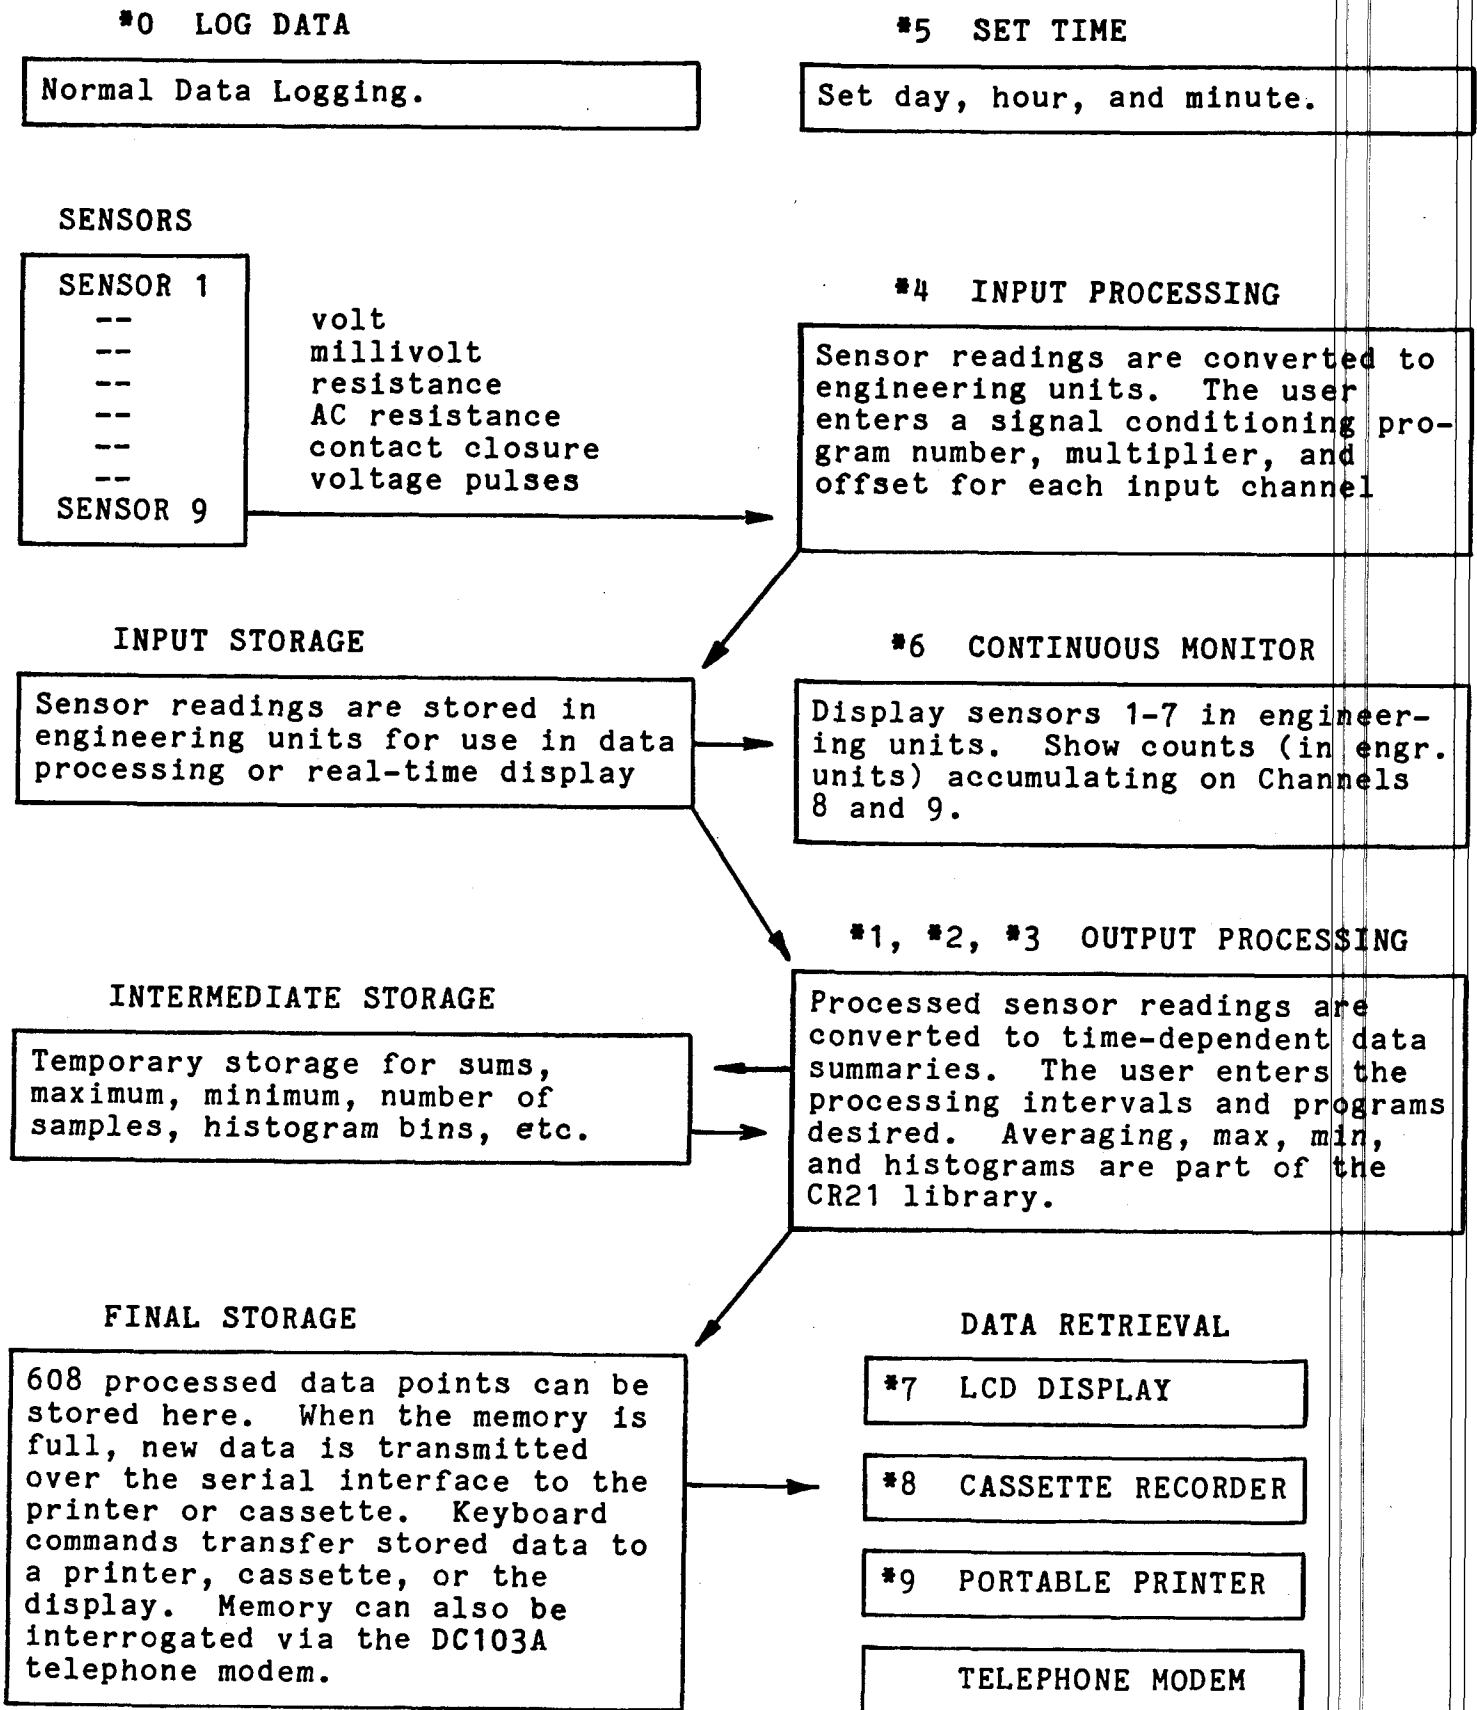 *0 LOG DATA
Normal Data Logging.
*5 SET TIME
Set day, hour, and minute.
SENSORS
SENSOR 1
--
--
--
--
--
--
SENSOR 9
volt
millivolt
resistance
AC resistance
contact closure
voltage pulses
*4 INPUT PROCESSING
Sensor readings are converted to
engineering units. The user
enters a signal conditioning pro-
gram number, multiplier, and
offset for each input channel
INPUT STORAGE
Sensor readings are stored in
engineering units for use in data
processing or real-time display
*6 CONTINUOUS MONITOR
Display sensors 1-7 in engineer-
ing units. Show counts (in engr.
units) accumulating on Channels
8 and 9.
*1, *2, *3 OUTPUT PROCESSING
Processed sensor readings are
converted to time-dependent data
summaries. The user enters the
processing intervals and programs
desired. Averaging, max, min,
and histograms are part of the
CR21 library.
INTERMEDIATE STORAGE
Temporary storage for sums,
maximum, minimum, number of
samples, histogram bins, etc.
FINAL STORAGE
608 processed data points can be
stored here. When the memory is
full, new data is transmitted
over the serial interface to the
printer or cassette. Keyboard
commands transfer stored data to
a printer, cassette, or the
display. Memory can also be
interrogated via the DC103A
telephone modem.
DATA RETRIEVAL
*7 LCD DISPLAY
*8 CASSETTE RECORDER
*9 PORTABLE PRINTER
TELEPHONE MODEM